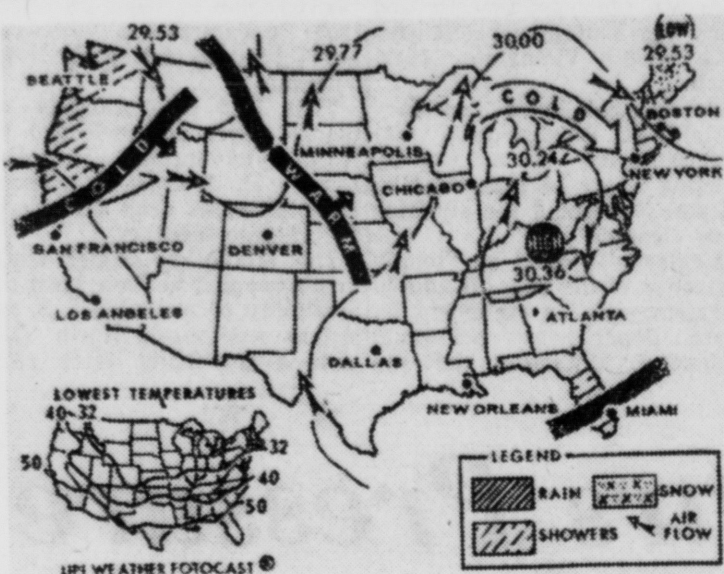 (LOW)
29.53
29.77
30.00
29.53
SEATTLE
COLD
BOSTON
COLD
MINNEAPOLIS
30.24
NEW YORK
WARM
CHICAGO
SAN FRANCISCO
DENVER
HIGH
30.36
LOS ANGELES
ATLANTA
DALLAS
LOWEST TEMPERATURES
NEW ORLEANS
MIAMI
40 32
50
32
40
50
LEGEND
RAIN
SNOW
SHOWERS
AIR FLOW
UPI WEATHER FOTOCAST ®